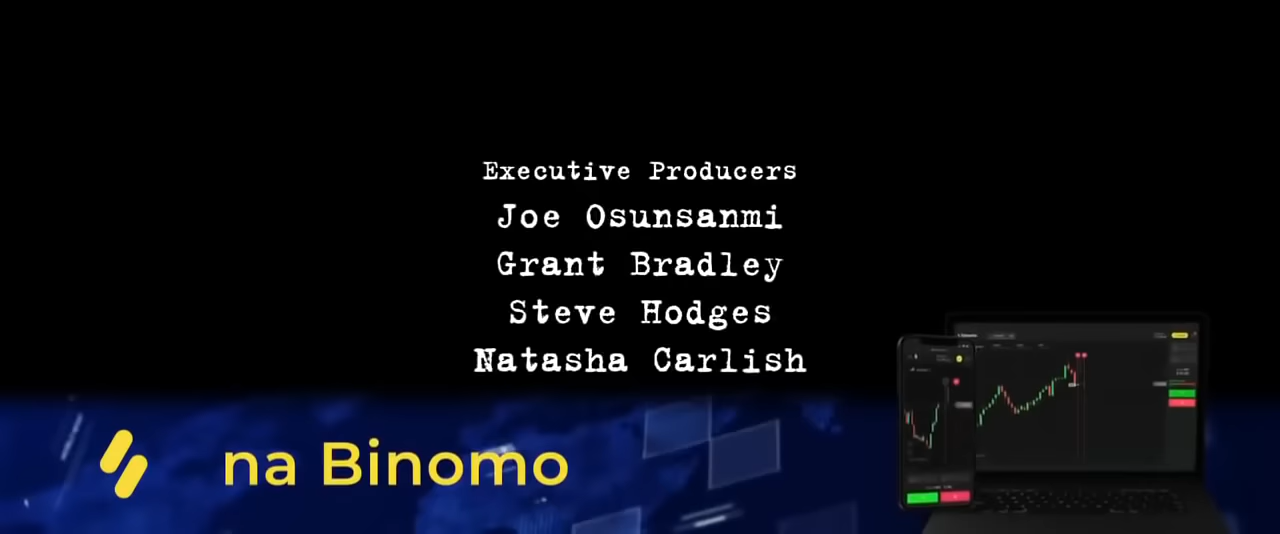 Executive Producers
Joe Osunsanmi
Grant Bradley
Steve Hodges
Natasha Carlish
na Binomo